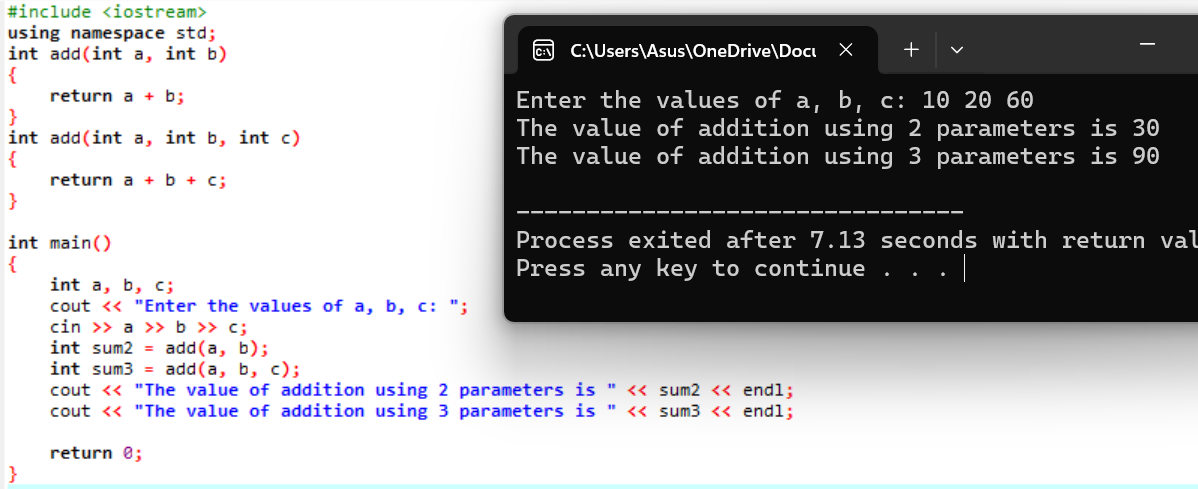 #include <iostream>
using namespace std;
int add(int a, int b)
{
    return a + b;
}
int add(int a, int b, int c)
{
    return a + b + c;
}

int main()
{
    int a, b, c;
    cout << "Enter the values of a, b, c: ";
    cin >> a >> b >> c;
    int sum2 = add(a, b);
    int sum3 = add(a, b, c);
    cout << "The value of addition using 2 parameters is " << sum2 << endl;
    cout << "The value of addition using 3 parameters is " << sum3 << endl;

    return 0;
}
C:\Users\Asus\OneDrive\Docu
Enter the values of a, b, c: 10 20 60
The value of addition using 2 parameters is 30
The value of addition using 3 parameters is 90

--------------------------------
Process exited after 7.13 seconds with return val
Press any key to continue . . .